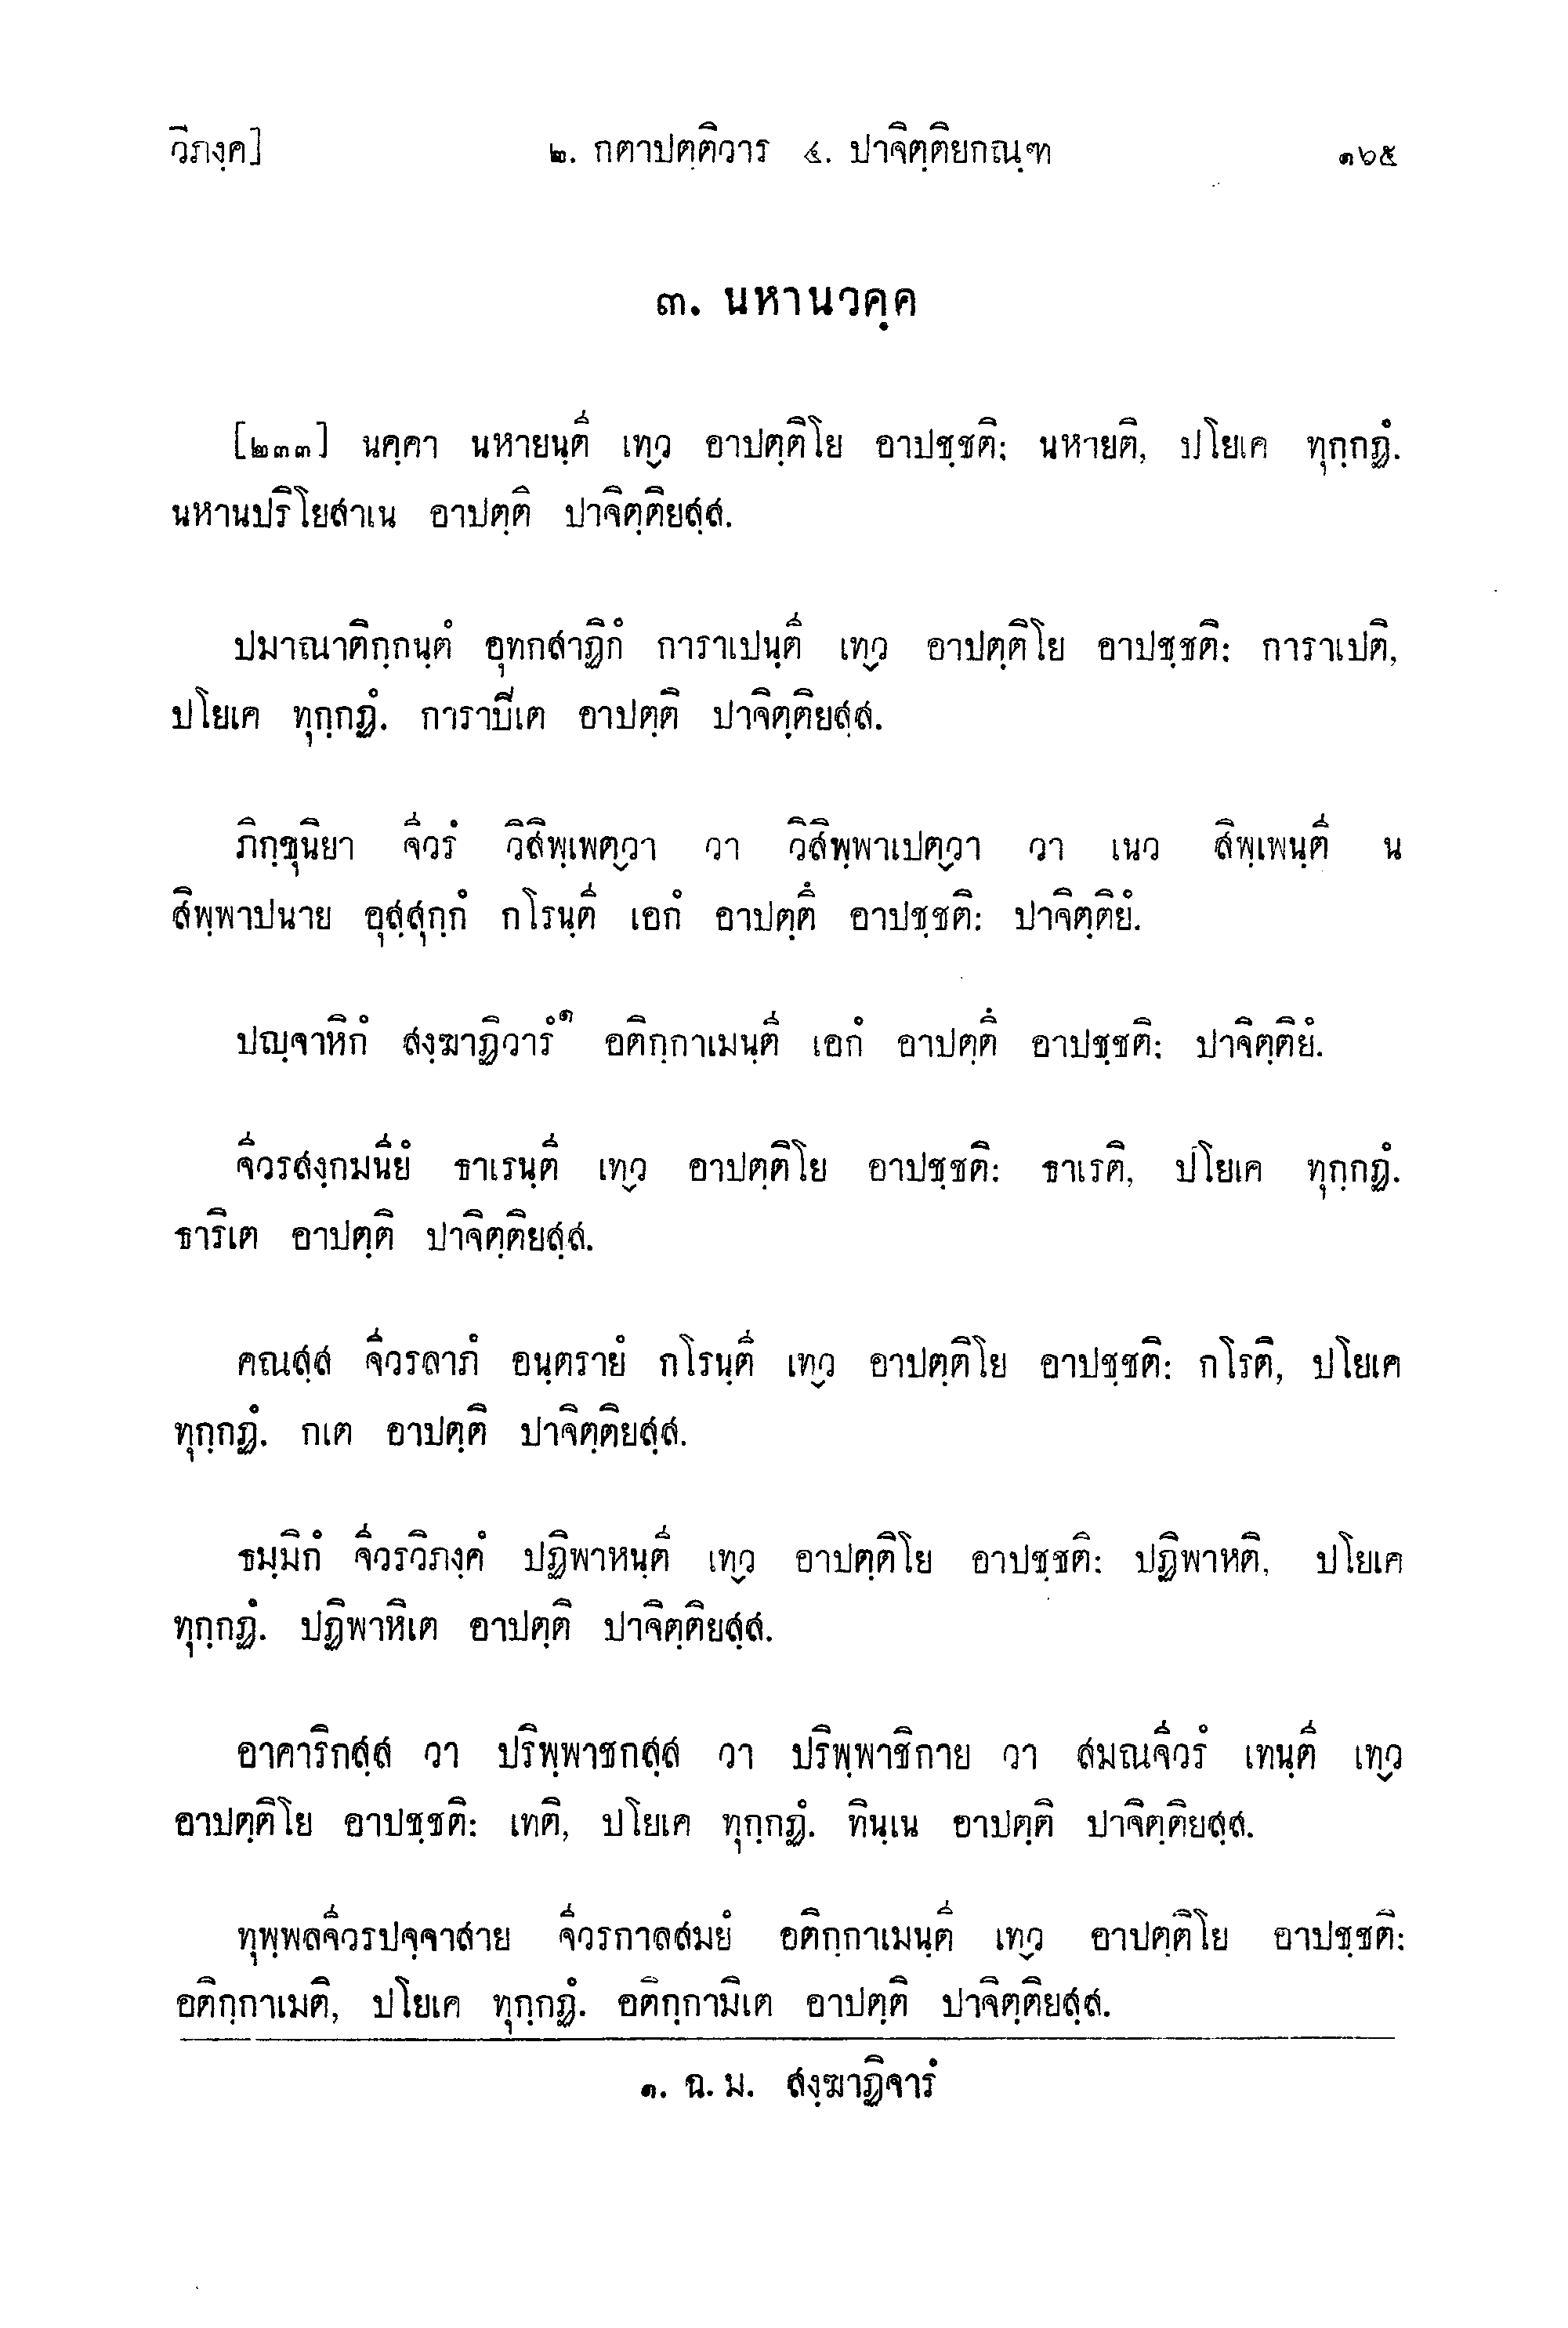 วิภงฺค] ๒. กตาปตฺติวาร ๔. ปาจิตฺติยกณฺฑ ๑๖๕
๓. นหานวคฺค
[๒๓๓] นคฺคา นหายนฺตี เทฺว อาปตฺติโย อาปชฺชติ: นหายติ, ปโยเค ทุกฺกฏํ.
นหานปริโยสาเน อาปตฺติ ปาจิตฺติยสฺส.
ปมาณาติกฺกนฺตํ อุทกสาฏิกํ การาเปนฺตี เทฺว อาปตฺติโย อาปชฺชติ: การาเปติ,
ปโยเค ทุกฺกฏํ. การาปิเต อาปตฺติ ปาจิตฺติยสฺส.
ภิกฺขุนิยา จีวรํ วิสิพฺเพตฺวา วา วิสิพฺพาเปตฺวา วา เนว สิพฺเพนฺตี น
สิพฺพาปนาย อุสฺสุกฺกํ กโรนฺตี เอกํ อาปตฺตึ อาปชฺชติ: ปาจิตฺติยํ.
ปญฺจาหิกํ สงฺฆาฏิวารํ๑ อติกฺกาเมนฺตี เอกํ อาปตฺตึ อาปชฺชติ: ปาจิตฺติยํ.
จีวรสงฺกมนียํ ธาเรนฺตี เทฺว อาปตฺติโย อาปชฺชติ: ธาเรติ, ปโยเค ทุกฺกฏํ.
ธาริเต อาปตฺติ ปาจิตฺติยสฺส.
คณสฺส จีวรลาภํ อนฺตรายํ กโรนฺตี เทฺว อาปตฺติโย อาปชฺชติ: กโรติ, ปโยเค
ทุกฺกฏํ. กเต อาปตฺติ ปาจิตฺติยสฺส.
ธมฺมิกํ จีวรวิภงฺคํ ปฏิพาหนฺตี เทฺว อาปตฺติโย อาปชฺชติ: ปฏิพาหติ, ปโยเค
ทุกฺกฏํ. ปฏิพาหิเต อาปตฺติ ปาจิตฺติยสฺส.
อาคาริกสฺส วา ปริพฺพาชกสฺส วา ปริพฺพาชิกาย วา สมณจีวรํ เทนฺตี เทฺว
อาปตฺติโย อาปชฺชติ: เทติ, ปโยเค ทุกฺกฏํ. ทินฺเน อาปตฺติ ปาจิตฺติยสฺส.
ทุพฺพลจีวรปจฺจาสาย จีวรกาลสมยํ อติกฺกาเมนฺตี เทฺว อาปตฺติโย อาปชฺชติ:
อติกฺกาเมติ, ปโยเค ทุกฺกฏํ. อติกฺกามิเต อาปตฺติ ปาจิตฺติยสฺส.
๑. ฉ. ม. สงฺฆาฏิจารํ